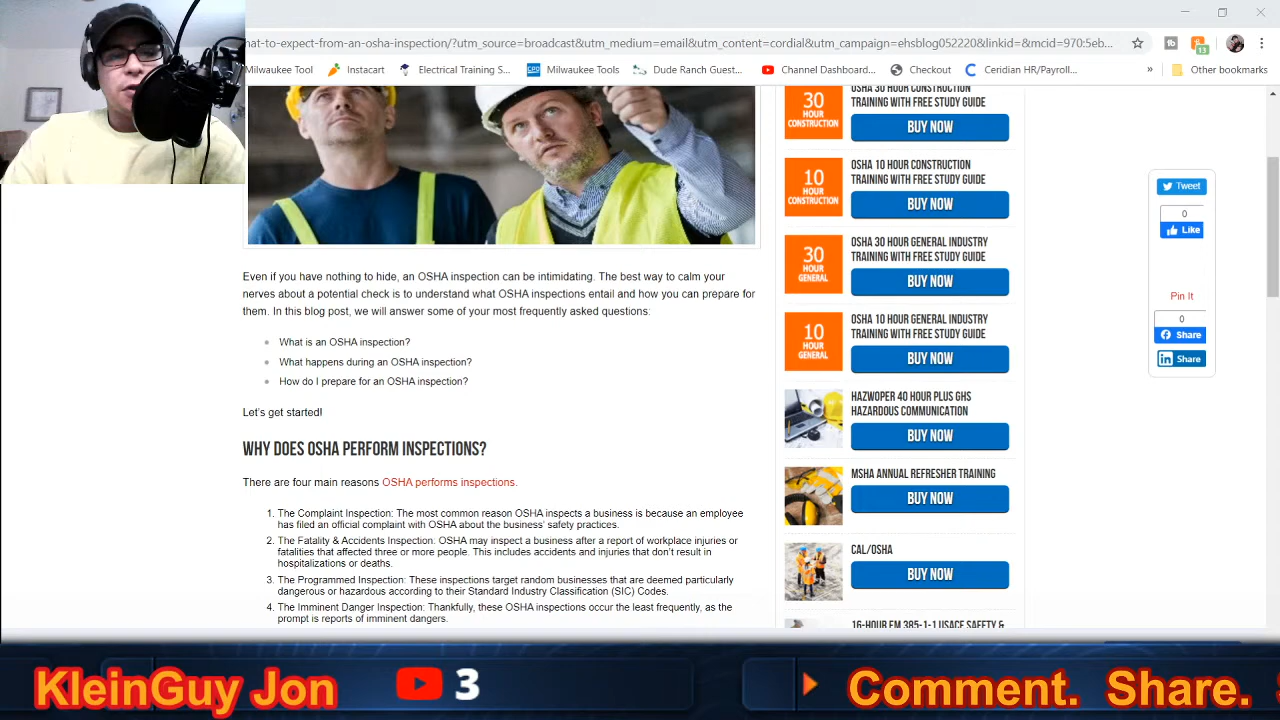 hat-to-expect-from-an-osha-inspection/?utm_source=broadcast&utm_medium=email&utm_content=cordial&utm_campaign=ehsblog052220&linkid=&mcid=970:5eb...
13
Milwaukee Tool
Instacart
Electrical Training S...
CPO
Milwaukee Tools
Dude Ranch Guest...
Channel Dashboard...
Checkout
Ceridian HR/Payroll...
»
Other bookmarks
Even if you have nothing to hide, an OSHA inspection can be intimidating. The best way to calm your
nerves about a potential check is to understand what OSHA inspections entail and how you can prepare for
them. In this blog post, we will answer some of your most frequently asked questions:
What is an OSHA inspection?
What happens during an OSHA inspection?
How do I prepare for an OSHA inspection?
Let's get started!
WHY DOES OSHA PERFORM INSPECTIONS?
There are four main reasons OSHA performs inspections.
1. The Complaint Inspection: The most common reason OSHA inspects a business is because an employee
has filed an official complaint with OSHA about the business' safety practices.
2. The Fatality & Accidents Inspection: OSHA may inspect a business after a report of workplace injuries or
fatalities that affected three or more people. This includes accidents and injuries that don't result in
hospitalizations or deaths.
3. The Programmed Inspection: These inspections target random businesses that are deemed particularly
dangerous or hazardous according to their Standard Industry Classification (SIC) Codes.
4. The Imminent Danger Inspection: Thankfully, these OSHA inspections occur the least frequently, as the
prompt is reports of imminent dangers.
30
HOUR
CONSTRUCTION
OSHA 30 HOUR CONSTRUCTION
TRAINING WITH FREE STUDY GUIDE
BUY NOW
10
HOUR
CONSTRUCTION
OSHA 10 HOUR CONSTRUCTION
TRAINING WITH FREE STUDY GUIDE
BUY NOW
30
HOUR
GENERAL
OSHA 30 HOUR GENERAL INDUSTRY
TRAINING WITH FREE STUDY GUIDE
BUY NOW
10
HOUR
GENERAL
OSHA 10 HOUR GENERAL INDUSTRY
TRAINING WITH FREE STUDY GUIDE
BUY NOW
HAZWOPER 40 HOUR PLUS GHS
HAZARDOUS COMMUNICATION
BUY NOW
MSHA ANNUAL REFRESHER TRAINING
BUY NOW
CAL/OSHA
BUY NOW
16-HOUR EM 385-1-1 USACE SAFETY &
Tweet
0
Like
Pin It
0
Share
Share
KleinGuy Jon
3
Comment. Share.